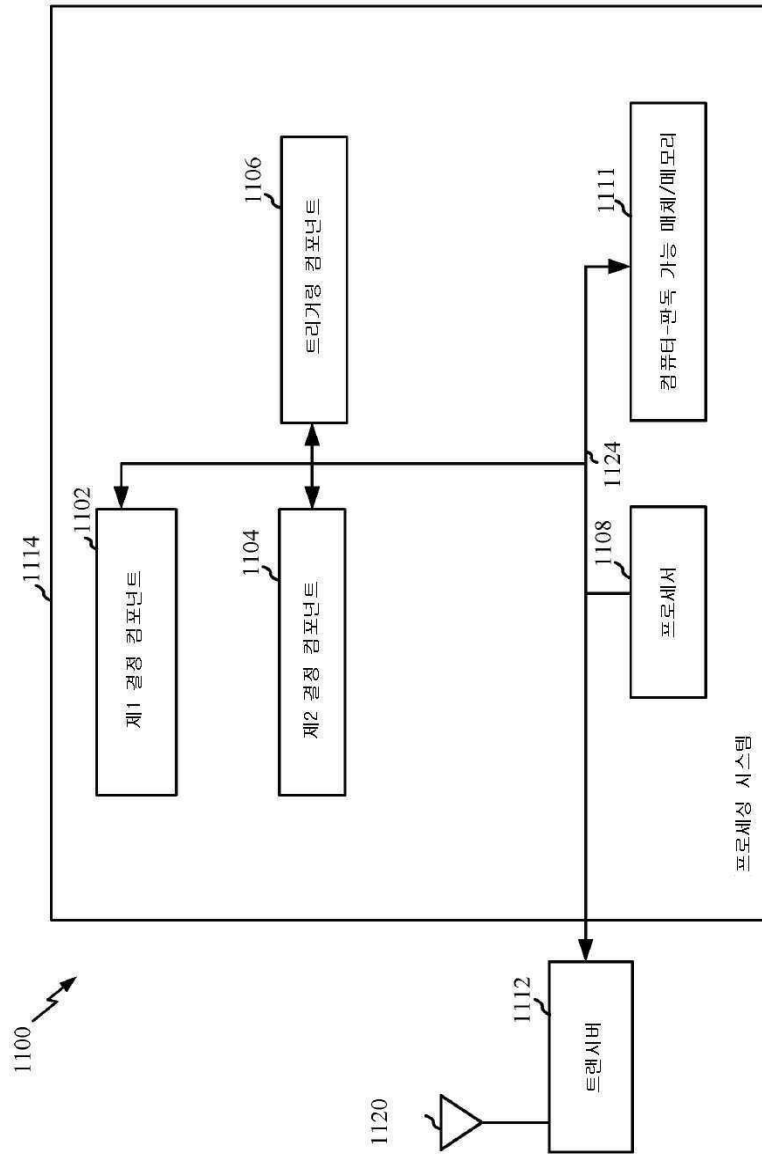 1100
1114
1102
제1 결정 컴포넌트
1104
제2 결정 컴포넌트
1106
트리거링 컴포넌트
1120
1112
트랜시버
1124
1108
프로세서
1111
컴퓨터-판독 가능 매체/메모리
프로세싱 시스템